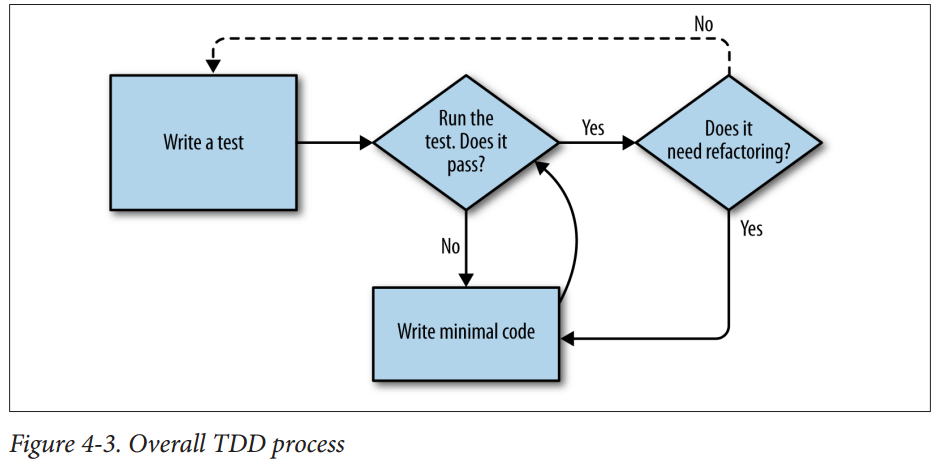 No
Write a test
Run the
test. Does it
pass?
Yes
Does it
need refactoring?
No
Yes
Write minimal code
Figure 4-3. Overall TDD process